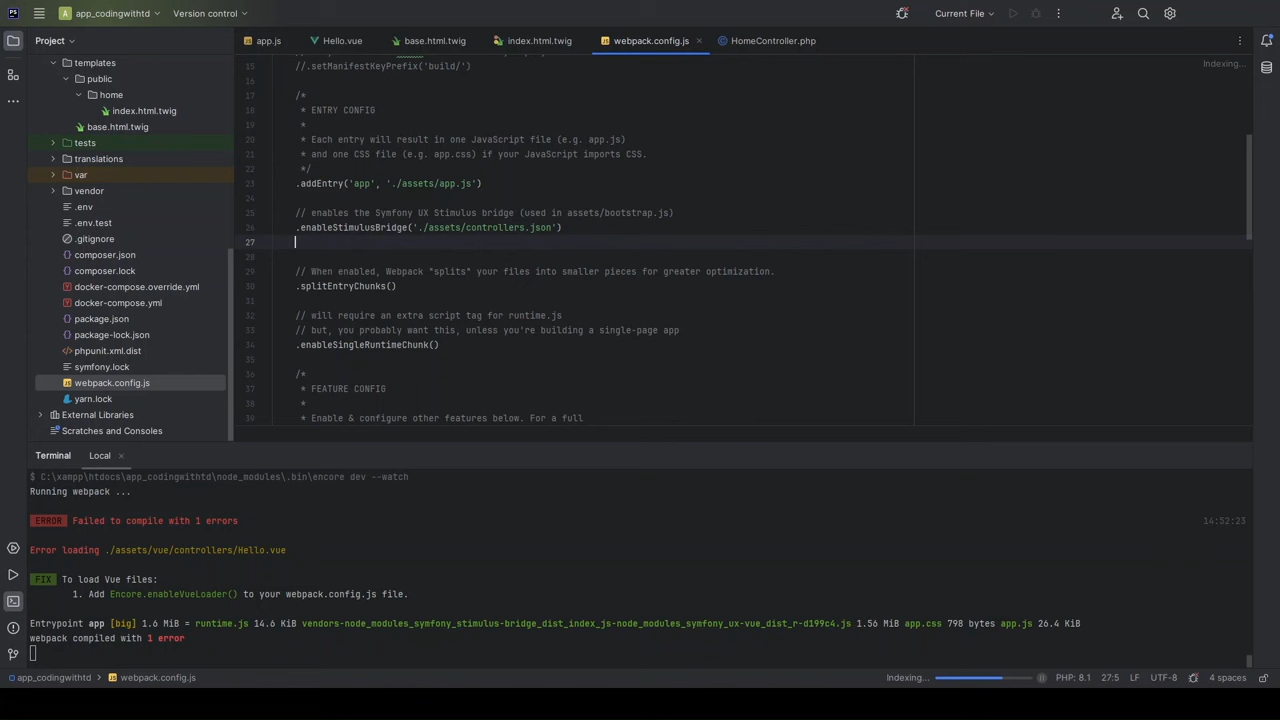 app_codingwithtd
Version control
Current File
Project
app.js
Hello.vue
base.html.twig
index.html.twig
webpack.config.js
HomeController.php
templates
public
home
index.html.twig
base.html.twig
tests
translations
var
vendor
.env
.env.test
.gitignore
composer.json
composer.lock
docker-compose.override.yml
docker-compose.yml
package.json
package-lock.json
phpunit.xml.dist
symfony.lock
webpack.config.js
yarn.lock
External Libraries
Scratches and Consoles
Indexing...
15 //.setManifestKeyPrefix('build/')
16
17 /*
18 * ENTRY CONFIG
19 *
20 * Each entry will result in one JavaScript file (e.g. app.js)
21 * and one CSS file (e.g. app.css) if your JavaScript imports CSS.
22 */
23 .addEntry('app', './assets/app.js')
24
25 // enables the Symfony UX Stimulus bridge (used in assets/bootstrap.js)
26 .enableStimulusBridge('./assets/controllers.json')
27
28
29 // When enabled, Webpack "splits" your files into smaller pieces for greater optimization.
30 .splitEntryChunks()
31
32 // will require an extra script tag for runtime.js
33 // but, you probably want this, unless you're building a single-page app
34 .enableSingleRuntimeChunk()
35
36 /*
37 * FEATURE CONFIG
38 *
39 * Enable & configure other features below. For a full
Terminal
Local
$ C:\xampp\htdocs\app_codingwithtd\node_modules\.bin\encore dev --watch
Running webpack ...
ERROR Failed to compile with 1 errors
14:52:23
Error loading ./assets/vue/controllers/Hello.vue
FIX To load Vue files:
1. Add Encore.enableVueLoader() to your webpack.config.js file.
Entrypoint app [big] 1.6 MiB = runtime.js 14.6 KiB vendors-node_modules_symfony_stimulus-bridge_dist_index_js-node_modules_symfony_ux-vue_dist_r-d199c4.js 1.56 MiB app.css 798 bytes app.js 26.4 KiB
webpack compiled with 1 error
app_codingwithtd
webpack.config.js
Indexing...
PHP: 8.1
27:5
LF
UTF-8
4 spaces